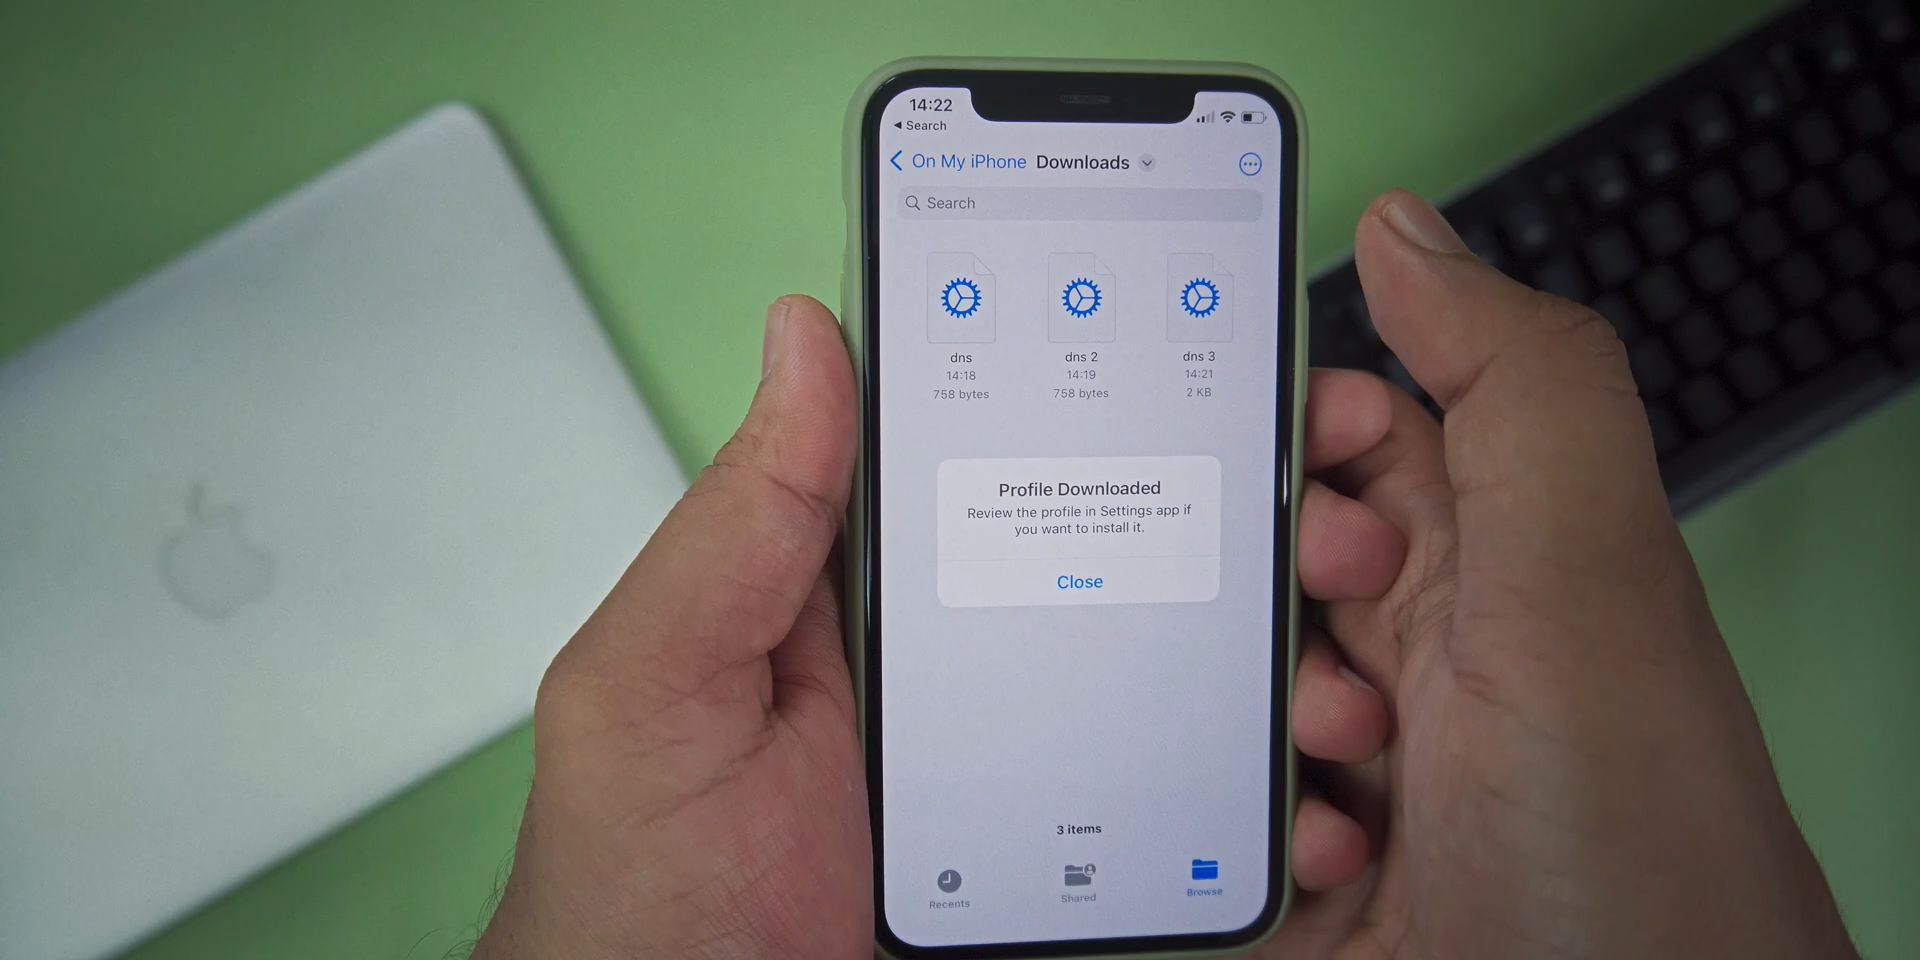 14:22
◀ Search
On My iPhone Downloads
Search
dns
14:18
758 bytes
dns 2
14:19
758 bytes
dns 3
14:21
2 KB
Profile Downloaded
Review the profile in Settings app if
you want to install it.
Close
3 items
Recents
Shared
Browse